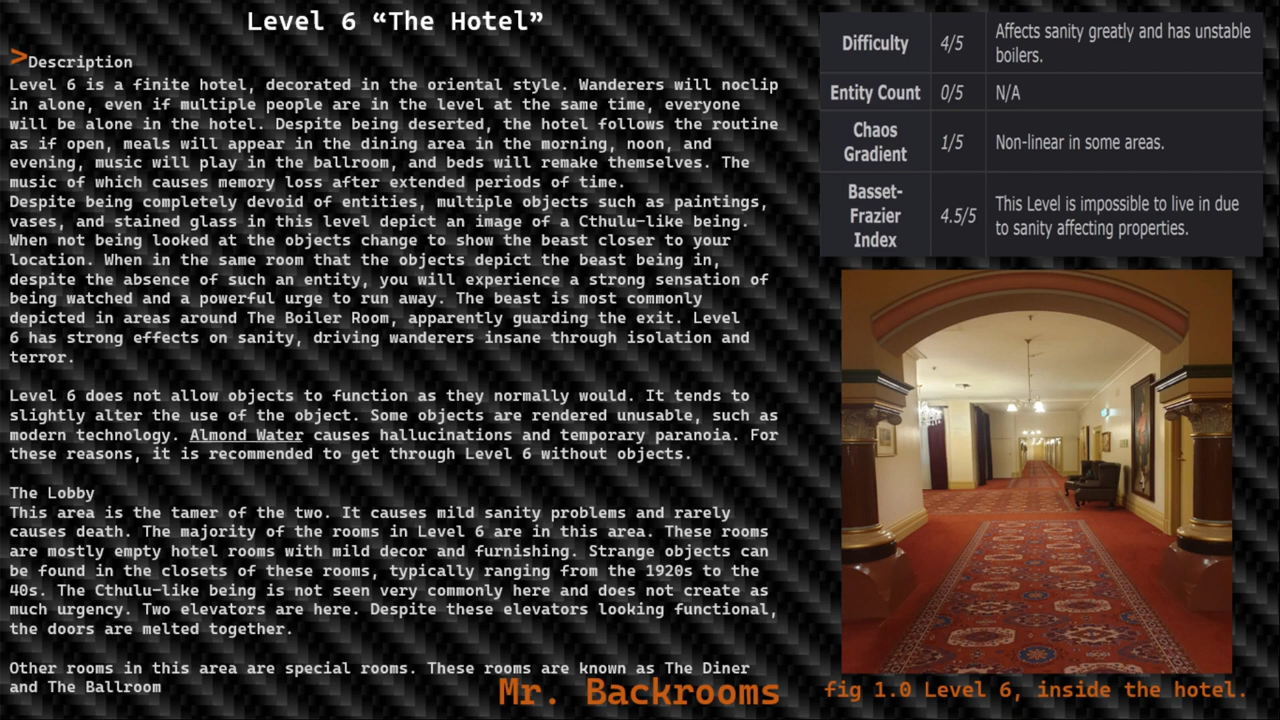 Level 6 “The Hotel”
>Description
Level 6 is a finite hotel, decorated in the oriental style. Wanderers will noclip
in alone, even if multiple people are in the level at the same time, everyone
will be alone in the hotel. Despite being deserted, the hotel follows the routine
as if open, meals will appear in the dining area in the morning, noon, and
evening, music will play in the ballroom, and beds will remake themselves. The
music of which causes memory loss after extended periods of time.
Despite being completely devoid of entities, multiple objects such as paintings,
vases, and stained glass in this level depict an image of a Cthulu-like being.
When not being looked at the objects change to show the beast closer to your
location. When in the same room that the objects depict the beast being in,
despite the absence of such an entity, you will experience a strong sensation of
being watched and a powerful urge to run away. The beast is most commonly
depicted in areas around The Boiler Room, apparently guarding the exit. Level
6 has strong effects on sanity, driving wanderers insane through isolation and
terror.
Level 6 does not allow objects to function as they normally would. It tends to
slightly alter the use of the object. Some objects are rendered unusable, such as
modern technology. Almond Water causes hallucinations and temporary paranoia. For
these reasons, it is recommended to get through Level 6 without objects.
The Lobby
This area is the tamer of the two. It causes mild sanity problems and rarely
causes death. The majority of the rooms in Level 6 are in this area. These rooms
are mostly empty hotel rooms with mild decor and furnishing. Strange objects can
be found in the closets of these rooms, typically ranging from the 1920s to the
40s. The Cthulu-like being is not seen very commonly here and does not create as
much urgency. Two elevators are here. Despite these elevators looking functional,
the doors are melted together.
Other rooms in this area are special rooms. These rooms are known as The Diner
and The Ballroom
Mr. Backrooms
Difficulty 4/5 Affects sanity greatly and has unstable
boilers.
Entity Count 0/5 N/A
Chaos
Gradient 1/5 Non-linear in some areas.
Basset-
Frazier
Index 4.5/5 This Level is impossible to live in due
to sanity affecting properties.
fig 1.0 Level 6, inside the hotel.